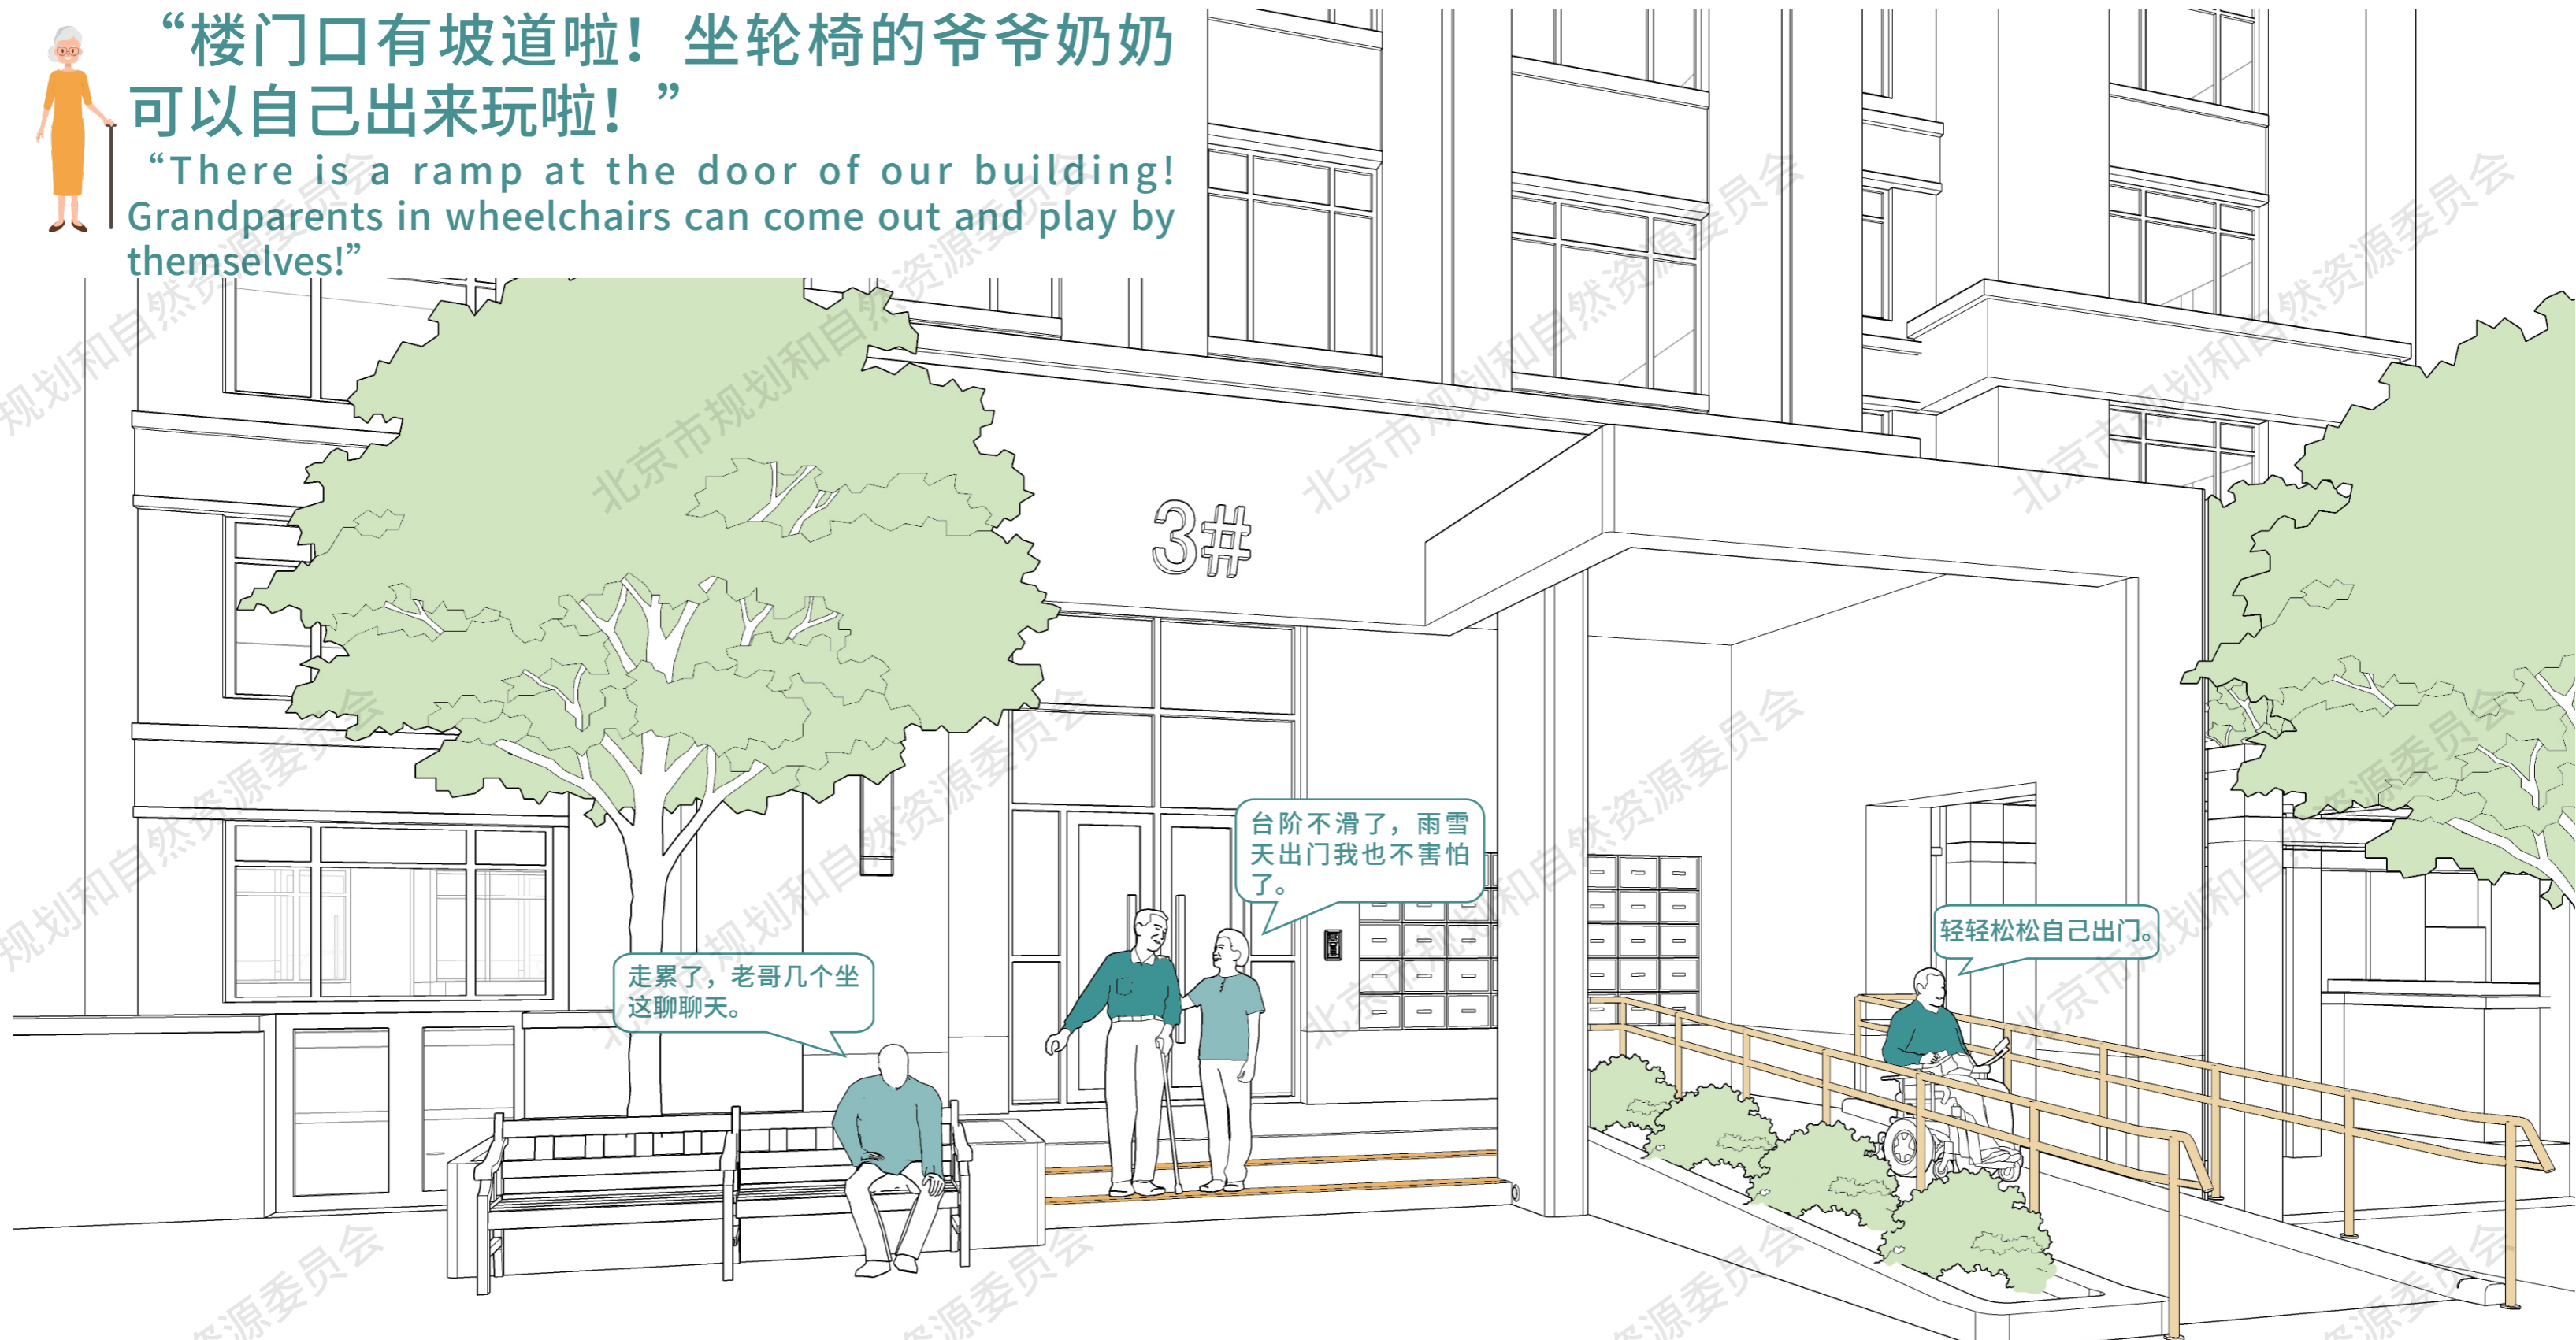 “楼门口有坡道啦！坐轮椅的爷爷奶奶
可以自己出来玩啦！”
“There is a ramp at the door of our building!
Grandparents in wheelchairs can come out and play by
themselves!”
3#
台阶不滑了，雨雪
天出门我也不害怕
了。
轻轻松松自己出门。
走累了，老哥几个坐
这聊聊天。
北京市规划和自然资源委员会